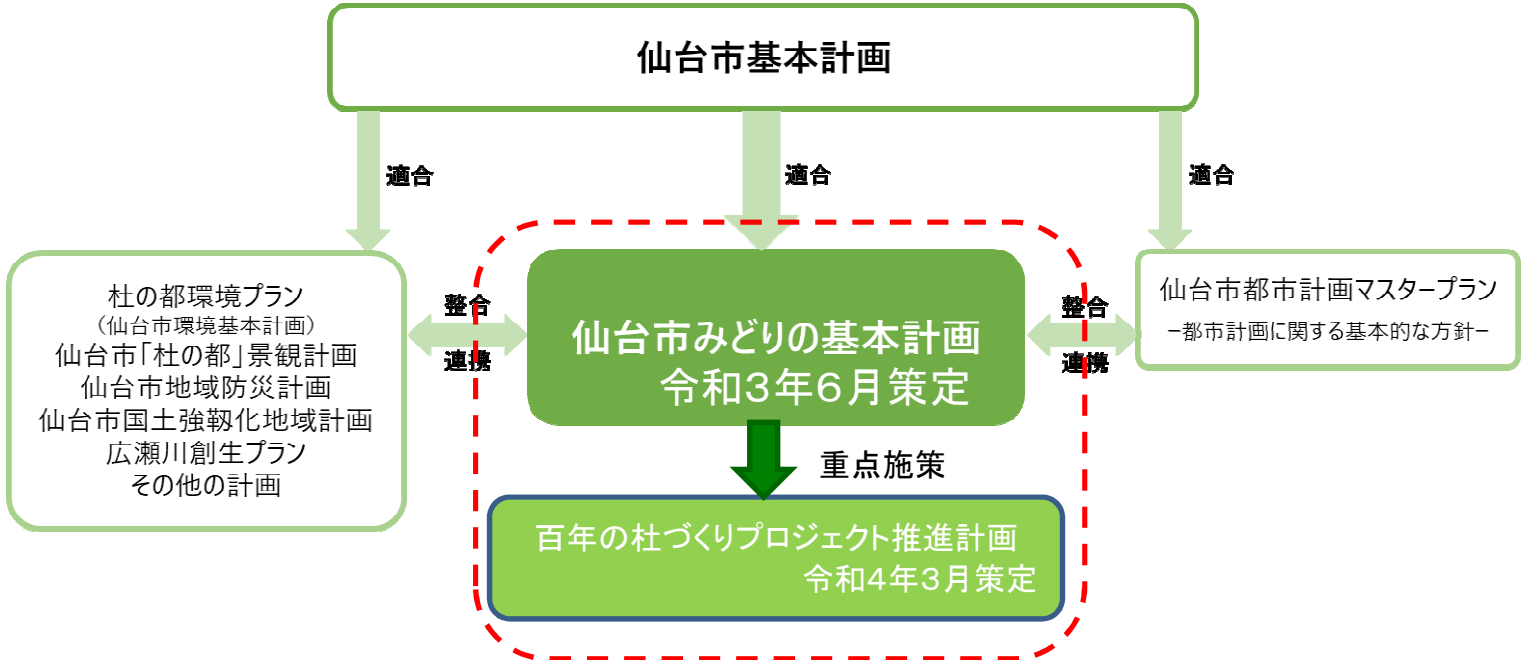 仙台市基本計画
適合
適合
適合
杜の都環境プラン
（仙台市環境基本計画）
仙台市「杜の都」景観計画
仙台市地域防災計画
仙台市国土強靱化地域計画
広瀬川創生プラン
その他の計画
整合
連携
仙台市みどりの基本計画
令和３年６月策定
整合
連携
仙台市都市計画マスタープラン
－都市計画に関する基本的な方針－
重点施策
百年の杜づくりプロジェクト推進計画
令和４年３月策定